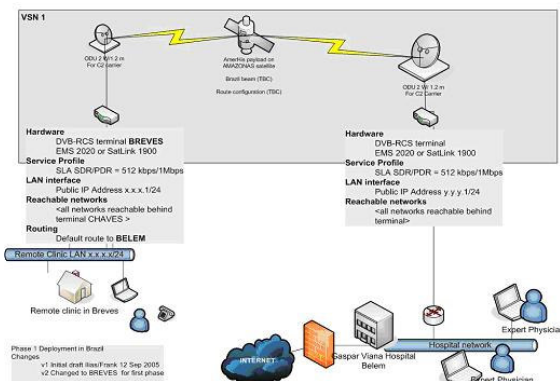 VSN 1
ODU 2 W/1.2 m
For C2 carrier
AmerHis payload on
AMAZONAS satellite
Brazil beam (TBC)
Route configuration (TBC)
ODU 2 W/ 1.2 m
For C2 Carrier
Hardware
DVB-RCS terminal BREVES
EMS 2020 or SatLink 1900
Service Profile
SLA SDR/PDR = 512 kbps/1Mbps
LAN interface
Public IP Address x.x.x.1/24
Reachable networks
<all networks reachable behind
terminal CHAVES >
Routing
Default route to BELEM
Hardware
DVB-RCS terminal
EMS 2020 or SatLink 1900
Service Profile
SLA SDR/PDR = 512 kbps/1Mbps
LAN interface
Public IP Address y.y.y.1/24
Reachable networks
<all networks reachable behind
terminal>
Remote Clinic LAN x.x.x.x/24
Remote clinic in Breves
Phase 1 Deployment in Brazil
Changes
v1 Initial draft Ilias/Frank 12 Sep 2005
v2 Changed to BREVES for first phase
INTERNET
Gaspar Viana Hospital
Belem
Hospital network
Expert Physicia
Expert Physician